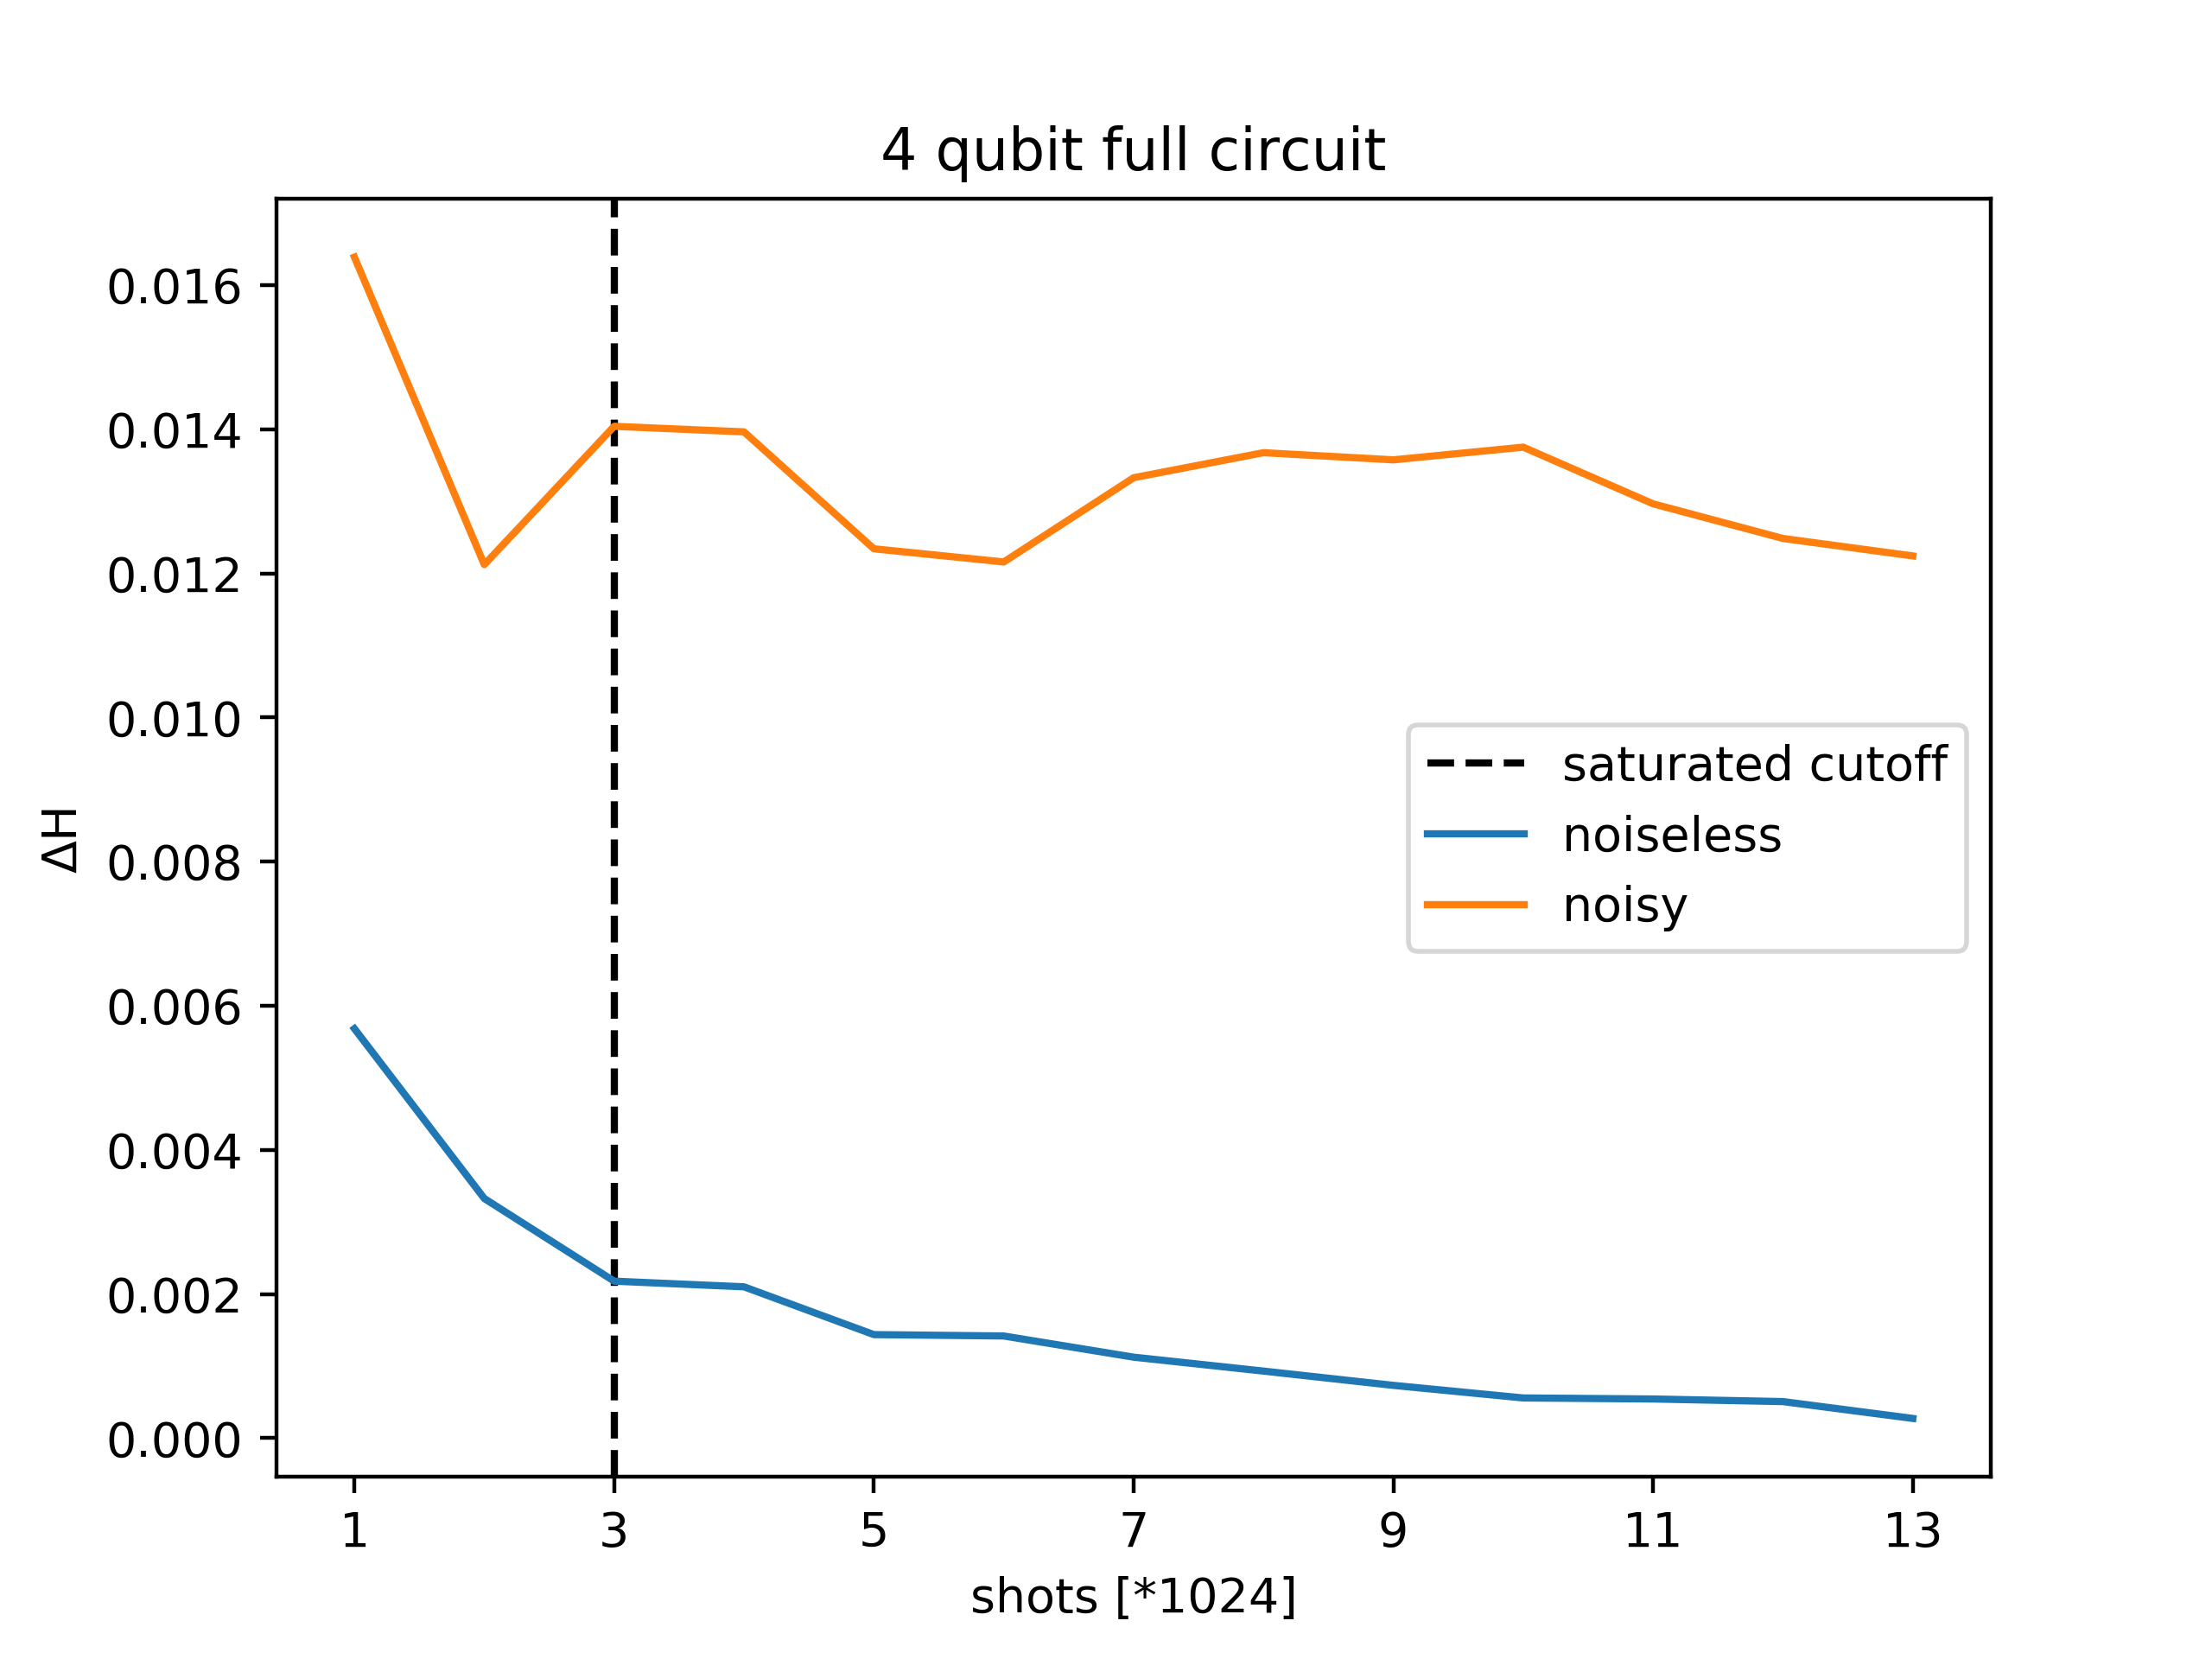 4 qubit full circuit
0.016
0.014
0.012
0.010
0.008
0.006
0.004
0.002
0.000
ΔH
saturated cutoff
noiseless
noisy
1 3 5 7 9 11 13
shots [*1024]